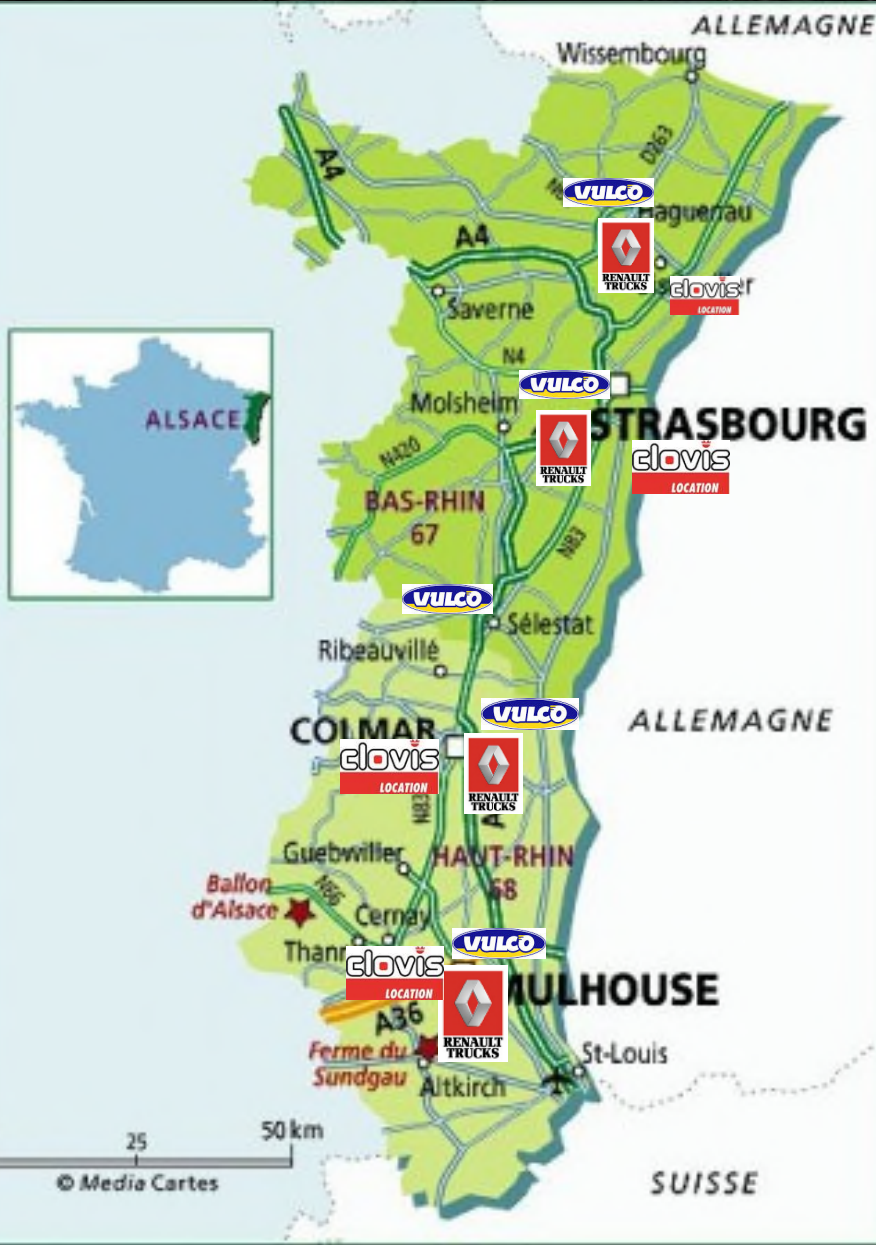 ALLEMAGNE
Wissembourg
A4
D263
VULCO
Haguenau
A4
RENAULT
TRUCKS
clovis
LOCATION
Saverne
N4
VULCO
Molsheim
STRASBOURG
ALSACE
N420
RENAULT
TRUCKS
clovis
LOCATION
BAS-RHIN
67
N83
VULCO
Sélestat
Ribeauvillé
VULCO
ALLEMAGNE
COLMAR
clovis
LOCATION
RENAULT
TRUCKS
N83
Guebwiller
HAUT-RHIN
68
Ballon
d'Alsace
N66
Cernay
VULCO
Thann
clovis
LOCATION
MULHOUSE
A36
RENAULT
TRUCKS
Ferme du
Sundgau
St-Louis
Altkirch
50 km
25
© Media Cartes
SUISSE